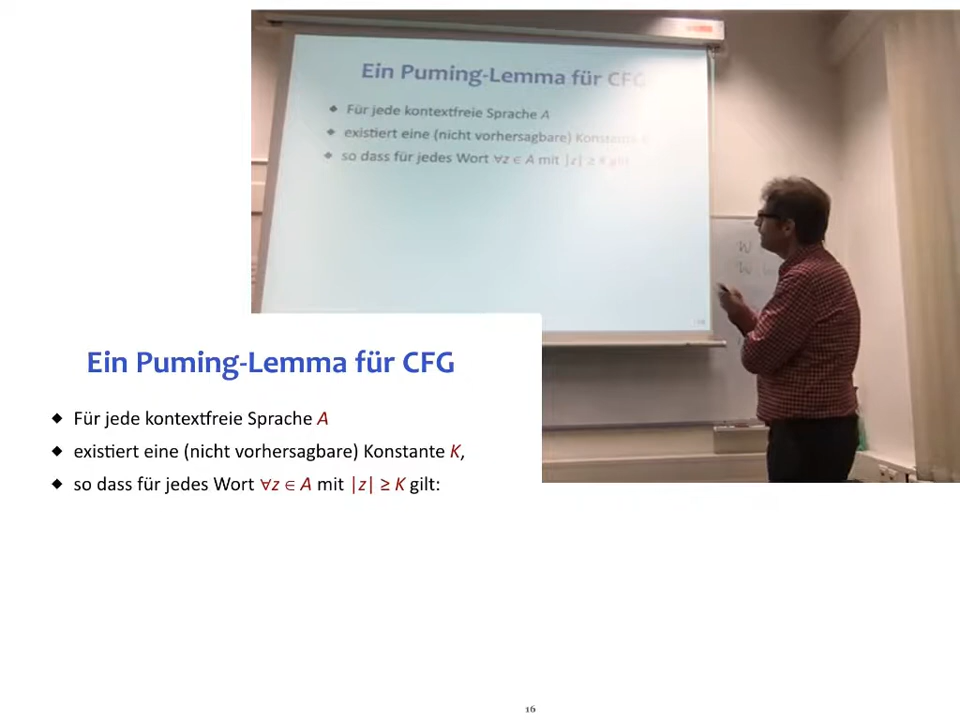 Ein Puming-Lemma für CFG
Für jede kontextfreie Sprache A
existiert eine (nicht vorhersagbare) Konstante
so dass für jedes Wort ∀z ∈ A mit |z| ≥ K gilt
Ein Puming-Lemma für CFG
◆ Für jede kontextfreie Sprache A
◆ existiert eine (nicht vorhersagbare) Konstante K,
◆ so dass für jedes Wort ∀z ∈ A mit |z| ≥ K gilt:
16